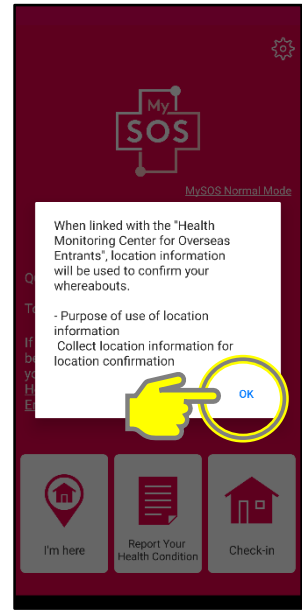 My
SOS
MySOS Normal Mode
When linked with the "Health
Monitoring Center for Overseas
Entrants", location information
will be used to confirm your
whereabouts.
- Purpose of use of location
information
Collect location information for
location confirmation
OK
If
I'm here
Report Your
Health Condition
Check-in